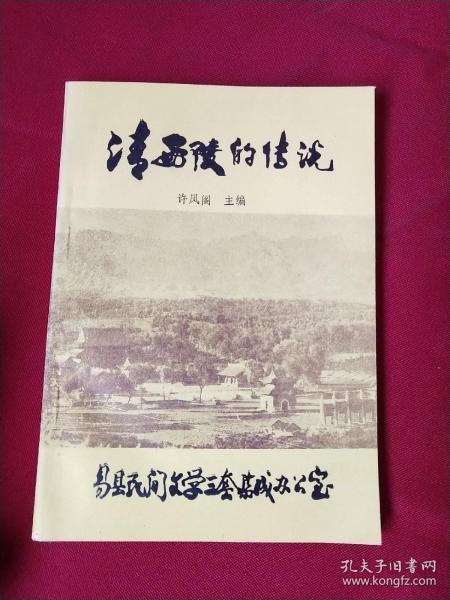 清西陵的传说
许凤阁 主编
易县民间文学三套集成办公室
孔夫子旧书网
www.kongfz.com